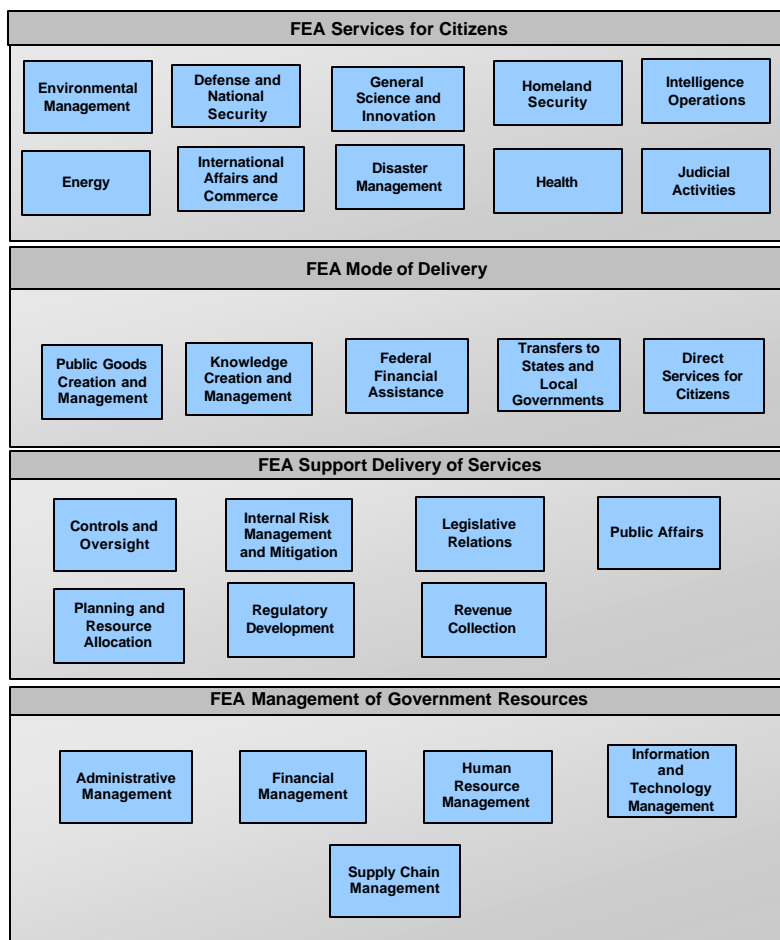 FEA Services for Citizens
Environmental
Management
Defense and
National
Security
General
Science and
Innovation
Homeland
Security
Intelligence
Operations
Energy
International
Affairs and
Commerce
Disaster
Management
Health
Judicial
Activities
FEA Mode of Delivery
Public Goods
Creation and
Management
Knowledge
Creation and
Management
Federal
Financial
Assistance
Transfers to
States and
Local
Governments
Direct
Services for
Citizens
FEA Support Delivery of Services
Controls and
Oversight
Internal Risk
Management
and Mitigation
Legislative
Relations
Public Affairs
Planning and
Resource
Allocation
Regulatory
Development
Revenue
Collection
FEA Management of Government Resources
Administrative
Management
Financial
Management
Human
Resource
Management
Information
and
Technology
Management
Supply Chain
Management